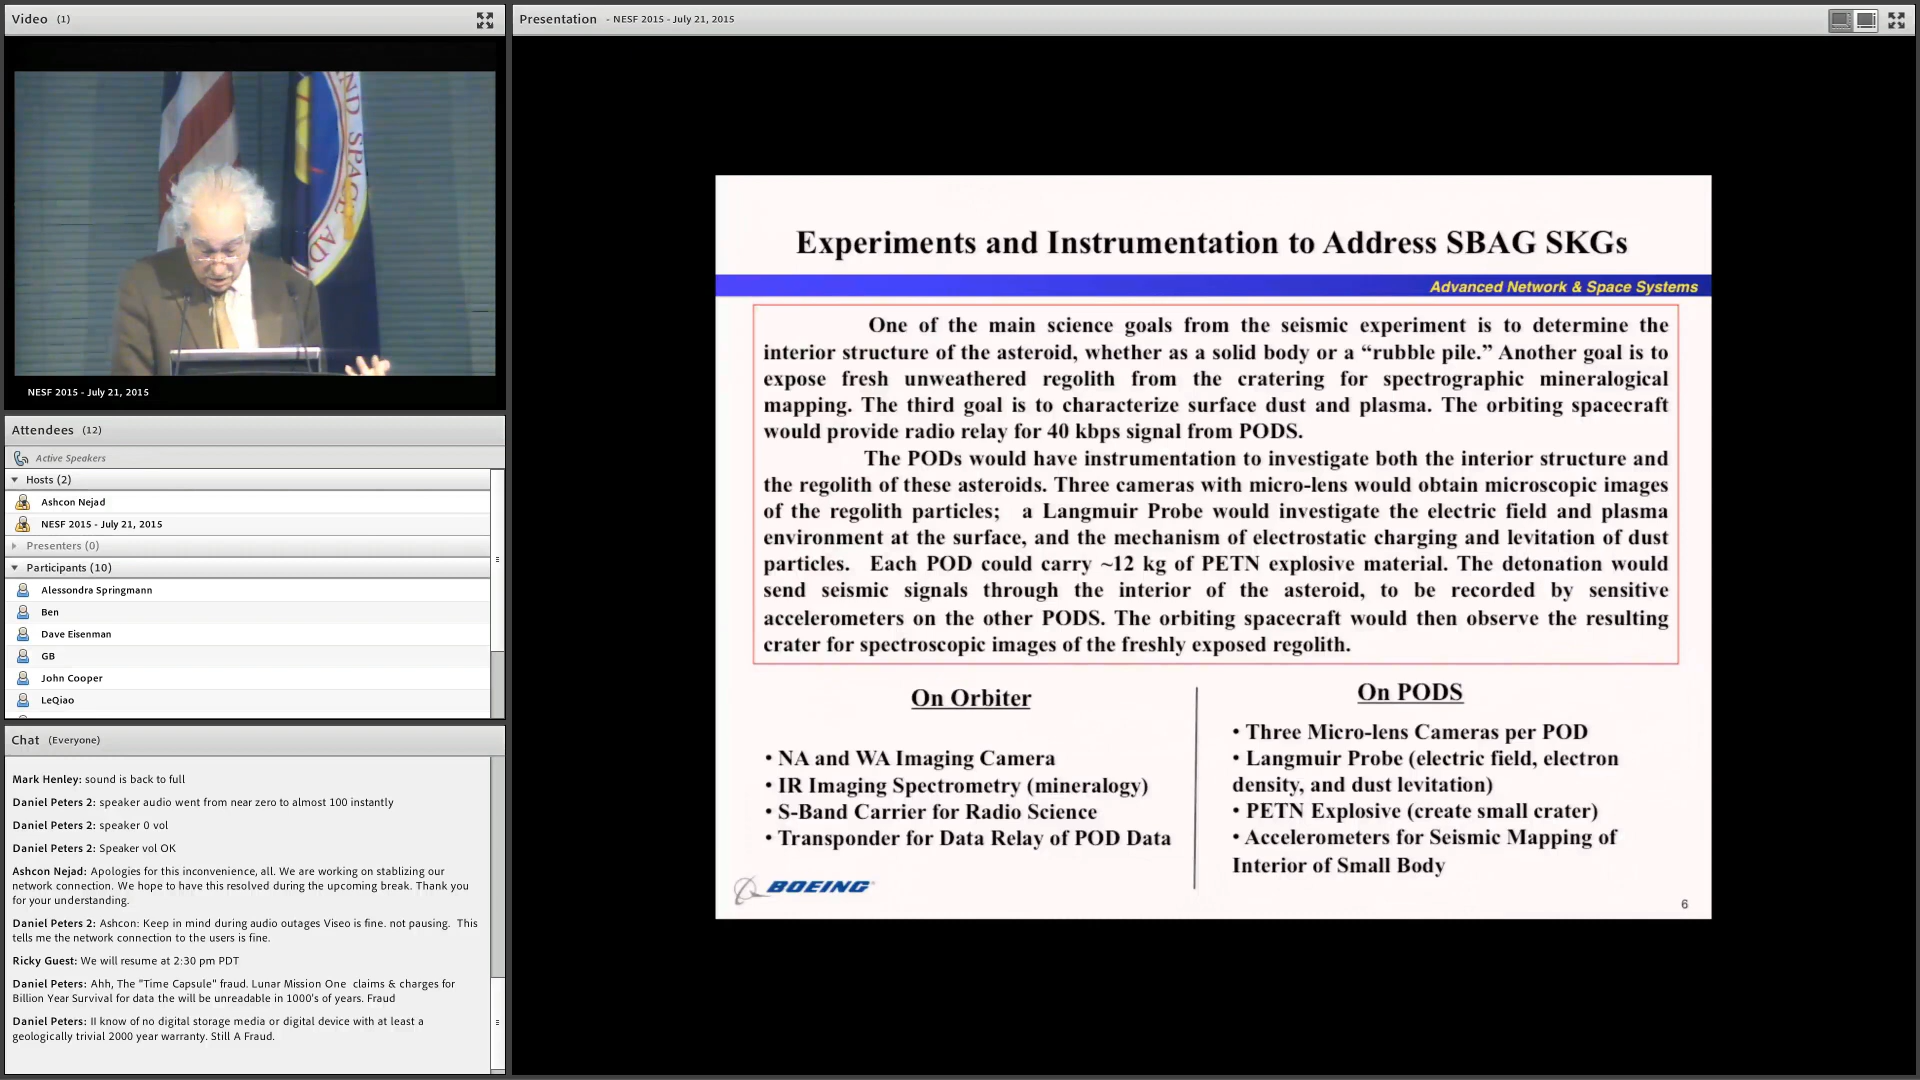 Video (1)
AND SPACE AD
NESF 2015 - July 21, 2015
Attendees (12)
Active Speakers
Hosts (2)
Ashcon Nejad
NESF 2015 - July 21, 2015
Presenters (0)
Participants (10)
Alessondra Springmann
Ben
Dave Eisenman
GB
John Cooper
LeQiao
Chat (Everyone)
Mark Henley: sound is back to full
Daniel Peters 2: speaker audio went from near zero to almost 100 instantly
Daniel Peters 2: speaker 0 vol
Daniel Peters 2: Speaker vol OK
Ashcon Nejad: Apologies for this inconvenience, all. We are working on stablizing our
network connection. We hope to have this resolved during the upcoming break. Thank you
for your understanding.
Daniel Peters 2: Ashcon: Keep in mind during audio outages Viseo is fine. not pausing. This
tells me the network connection to the users is fine.
Ricky Guest: We will resume at 2:30 pm PDT
Daniel Peters: Ahh, The "Time Capsule" fraud. Lunar Mission One claims & charges for
Billion Year Survival for data the will be unreadable in 1000's of years. Fraud
Daniel Peters: II know of no digital storage media or digital device with at least a
geologically trivial 2000 year warranty. Still A Fraud.
Presentation - NESF 2015 - July 21, 2015
Experiments and Instrumentation to Address SBAG SKGs
Advanced Network & Space Systems
One of the main science goals from the seismic experiment is to determine the
interior structure of the asteroid, whether as a solid body or a “rubble pile.” Another goal is to
expose fresh unweathered regolith from the cratering for spectrographic mineralogical
mapping. The third goal is to characterize surface dust and plasma. The orbiting spacecraft
would provide radio relay for 40 kbps signal from PODS.
The PODs would have instrumentation to investigate both the interior structure and
the regolith of these asteroids. Three cameras with micro-lens would obtain microscopic images
of the regolith particles; a Langmuir Probe would investigate the electric field and plasma
environment at the surface, and the mechanism of electrostatic charging and levitation of dust
particles. Each POD could carry ~12 kg of PETN explosive material. The detonation would
send seismic signals through the interior of the asteroid, to be recorded by sensitive
accelerometers on the other PODS. The orbiting spacecraft would then observe the resulting
crater for spectroscopic images of the freshly exposed regolith.
On Orbiter
• NA and WA Imaging Camera
• IR Imaging Spectrometry (mineralogy)
• S-Band Carrier for Radio Science
• Transponder for Data Relay of POD Data
On PODS
• Three Micro-lens Cameras per POD
• Langmuir Probe (electric field, electron
density, and dust levitation)
• PETN Explosive (create small crater)
• Accelerometers for Seismic Mapping of
Interior of Small Body
BOEING
6